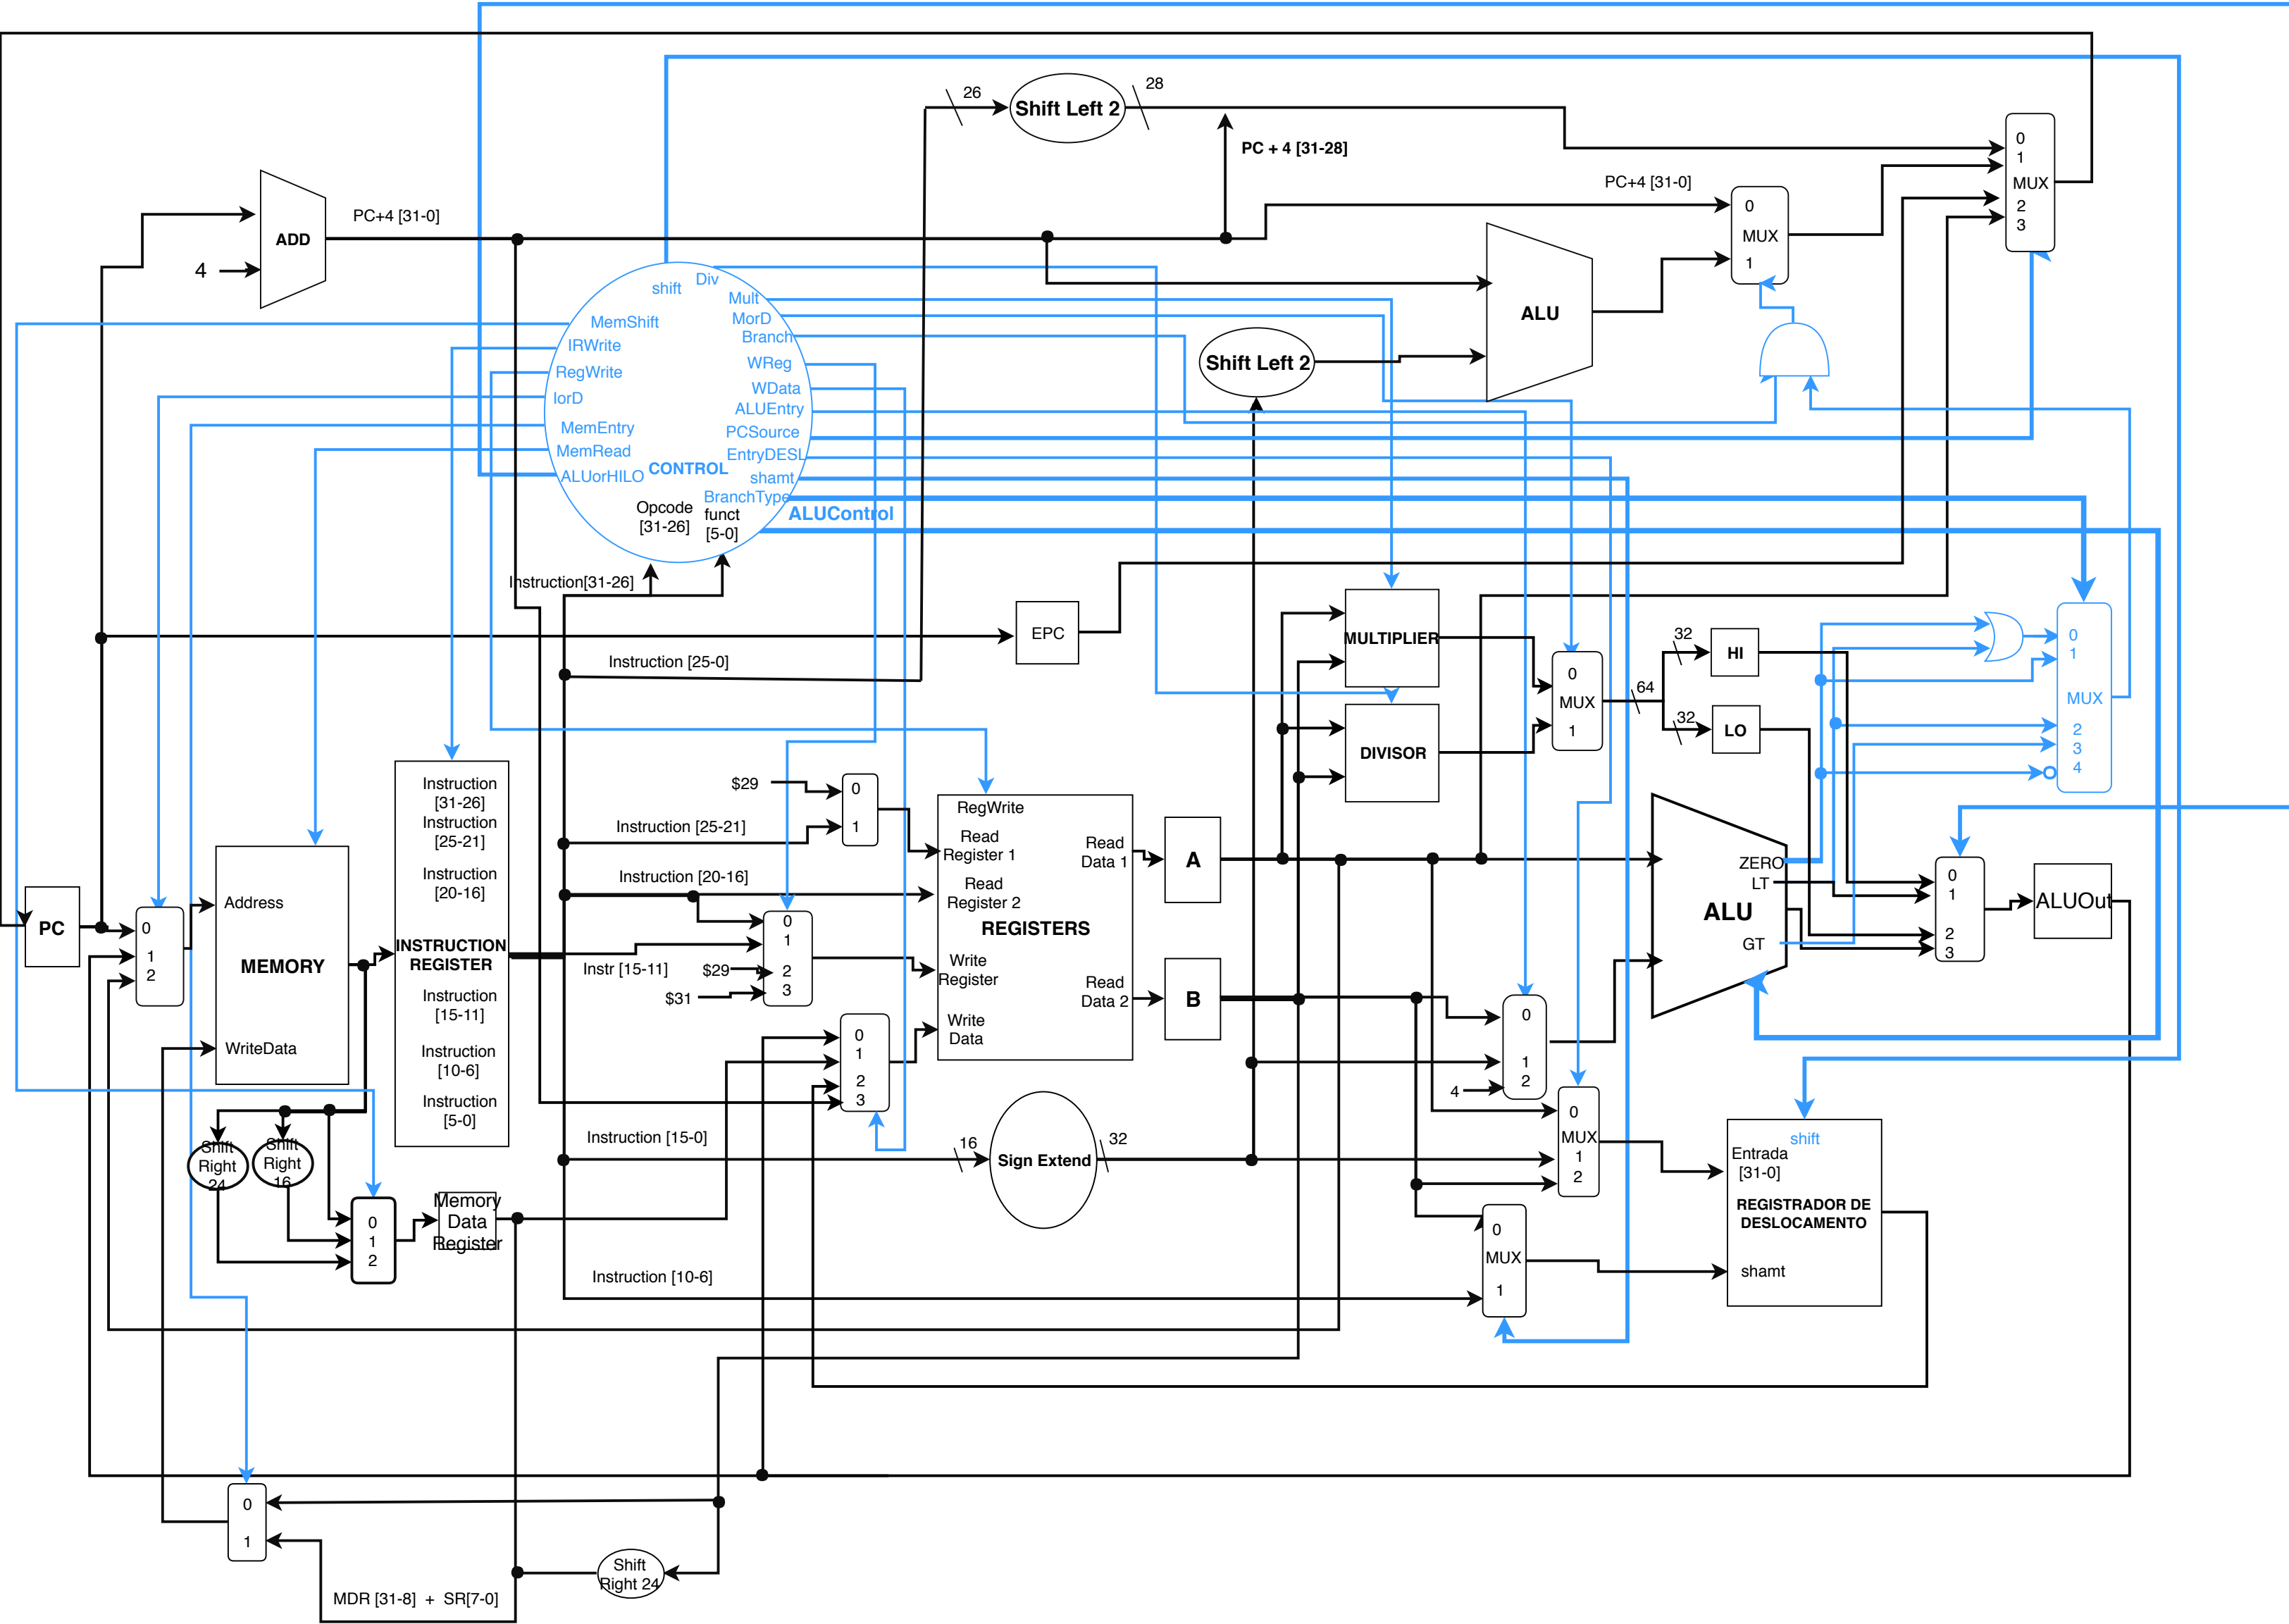 26
Shift Left 2
28
PC + 4 [31-28]
0
1
MUX
2
3
PC+4 [31-0]
0
MUX
1
PC+4 [31-0]
ADD
4
ALU
Shift Left 2
shift
Div
Mult
MorD
Branch
WReg
WData
ALUEntry
PCSource
EntryDESL
shamt
BranchType
ALUControl
MemShift
IRWrite
RegWrite
IorD
MemEntry
MemRead
ALUorHILO
CONTROL
Opcode
[31-26]
funct
[5-0]
Instruction[31-26]
EPC
Instruction [25-0]
MULTIPLIER
DIVISOR
0
MUX
1
64
32
HI
32
LO
0
1
MUX
2
3
4
PC
0
1
2
Address
MEMORY
WriteData
Instruction
[31-26]
Instruction
[25-21]
Instruction
[20-16]
INSTRUCTION
REGISTER
Instruction
[15-11]
Instruction
[10-6]
Instruction
[5-0]
$29
0
1
Instruction [25-21]
Instruction [20-16]
0
1
2
3
Instr [15-11]
$29
$31
0
1
2
3
RegWrite
Read
Register 1
Read
Register 2
REGISTERS
Write
Register
Write
Data
Read
Data 1
Read
Data 2
A
B
ZERO
LT
ALU
GT
0
1
2
3
ALUOut
0
1
2
4
0
MUX
1
2
Instruction [15-0]
16
Sign Extend
32
0
MUX
1
Instruction [10-6]
shift
Entrada
[31-0]
REGISTRADOR DE
DESLOCAMENTO
shamt
Shift
Right
24
Shift
Right
16
0
1
2
Memory
Data
Register
0
1
Shift
Right 24
MDR [31-8] + SR[7-0]